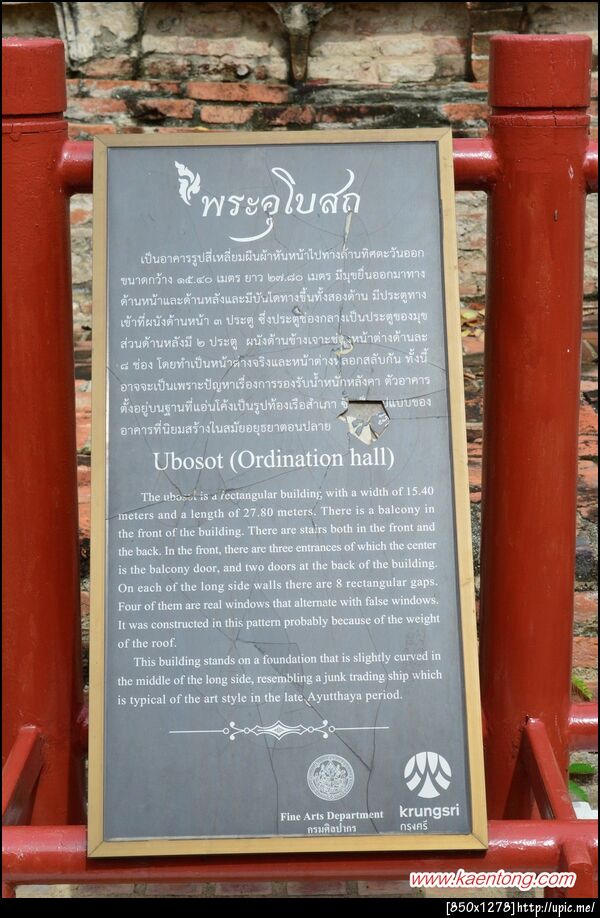 พระอุโบสถ
เป็นอาคารรูปสี่เหลี่ยมผืนผ้าหันหน้าไปทางด้านทิศตะวันออก
ขนาดกว้าง ๑๕.๔๐ เมตร ยาว ๒๗.๘๐ เมตร มีมุขยื่นออกมาทาง
ด้านหน้าและด้านหลังและมีบันไดทางขึ้นทั้งสองด้าน มีประตูทาง
เข้าที่ผนังด้านหน้า ๓ ประตู ซึ่งประตูช่องกลางเป็นประตูของมุข
ส่วนด้านหลังมี ๒ ประตู ผนังด้านข้างเจาะช่องหน้าต่างด้านละ
๘ ช่อง โดยทำเป็นหน้าต่างจริงและหน้าต่างหลอกสลับกัน ทั้งนี้
อาจจะเป็นเพราะปัญหาเรื่องการรองรับน้ำหนักหลังคา ตัวอาคาร
ตั้งอยู่บนฐานที่แอ่นโค้งเป็นรูปท้องเรือสำเภา ของ
อาคารที่นิยมสร้างในสมัยอยุธยาตอนปลาย
Ubosot (Ordination hall)
The ubosot is a rectangular building with a width of 15.40
meters and a length of 27.80 meters. There is a balcony in
the front of the building. There are stairs both in the front and
the back. In the front, there are three entrances of which the center
is the balcony door, and two doors at the back of the building.
On each of the long side walls there are 8 rectangular gaps.
Four of them are real windows that alternate with false windows.
It was constructed in this pattern probably because of the weight
of the roof.
This building stands on a foundation that is slightly curved in
the middle of the long side, resembling a junk trading ship which
is typical of the art style in the late Ayutthaya period.
Fine Arts Department
กรมศิลปากร
krungsri
กรุงศรี
www.kaentong.com
[850x1278]http://upic.me/